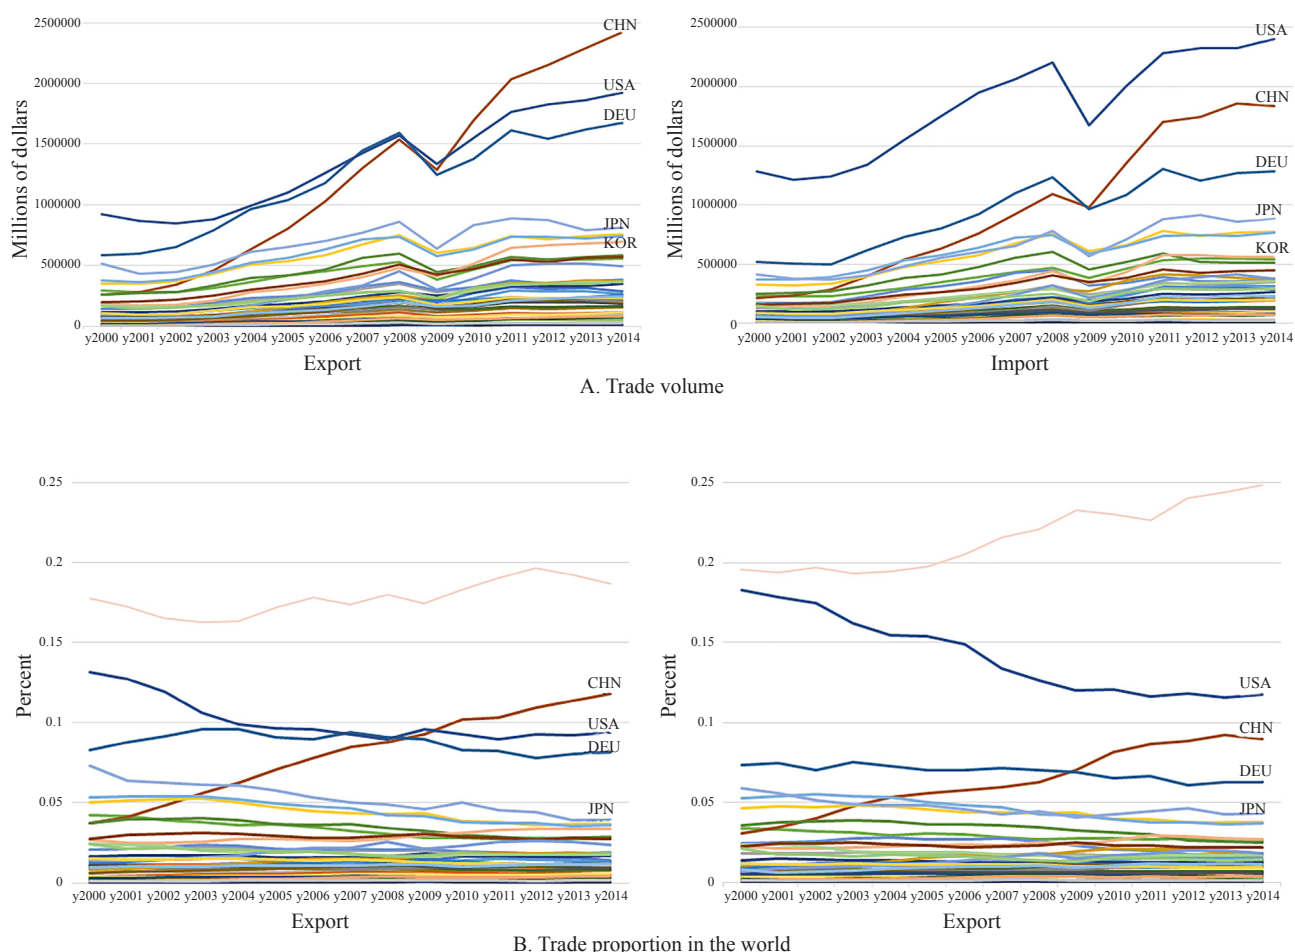 2500000
2000000
1500000
1000000
500000
0
Millions of dollars
CHN
USA
DEU
JPN
KOR
y2000 y2001 y2002 y2003 y2004 y2005 y2006 y2007 y2008 y2009 y2010 y2011 y2012 y2013 y2014
Export
2500000
2000000
1500000
1000000
500000
0
Millions of dollars
USA
CHN
DEU
JPN
KOR
y2000 y2001 y2002 y2003 y2004 y2005 y2006 y2007 y2008 y2009 y2010 y2011 y2012 y2013 y2014
Import
A. Trade volume
0.25
0.2
0.15
0.1
0.05
0
Percent
CHN
USA
DEU
JPN
y2000 y2001 y2002 y2003 y2004 y2005 y2006 y2007 y2008 y2009 y2010 y2011 y2012 y2013 y2014
Export
0.25
0.2
0.15
0.1
0.05
0
Percent
USA
CHN
DEU
JPN
y2000 y2001 y2002 y2003 y2004 y2005 y2006 y2007 y2008 y2009 y2010 y2011 y2012 y2013 y2014
Export
B. Trade proportion in the world